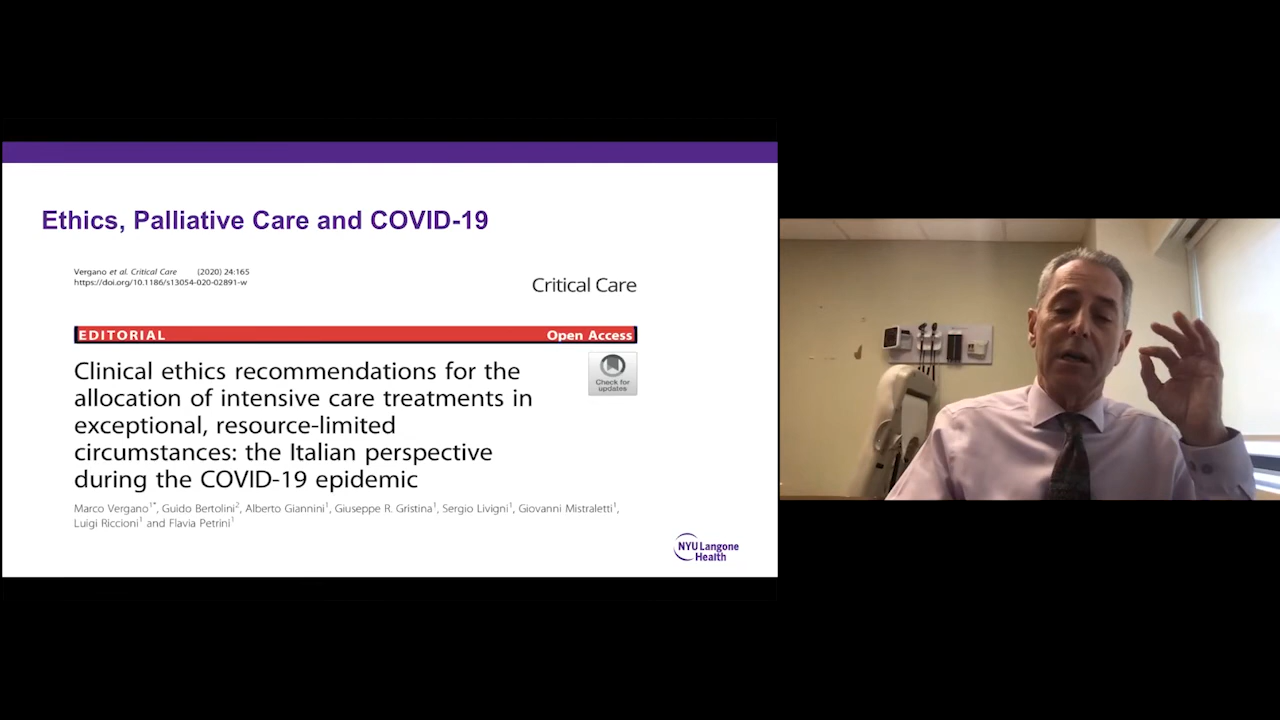 Ethics, Palliative Care and COVID-19
Vergano et al. Critical Care (2020) 24:165
https://doi.org/10.1186/s13054-020-02891-w
Critical Care
EDITORIAL Open Access
Clinical ethics recommendations for the
allocation of intensive care treatments in
exceptional, resource-limited
circumstances: the Italian perspective
during the COVID-19 epidemic
Check for
updates
Marco Vergano1*, Guido Bertolini2, Alberto Giannini1, Giuseppe R. Gristina1, Sergio Livigni1, Giovanni Mistraletti1,
Luigi Riccioni1 and Flavia Petrini1
NYU Langone
Health